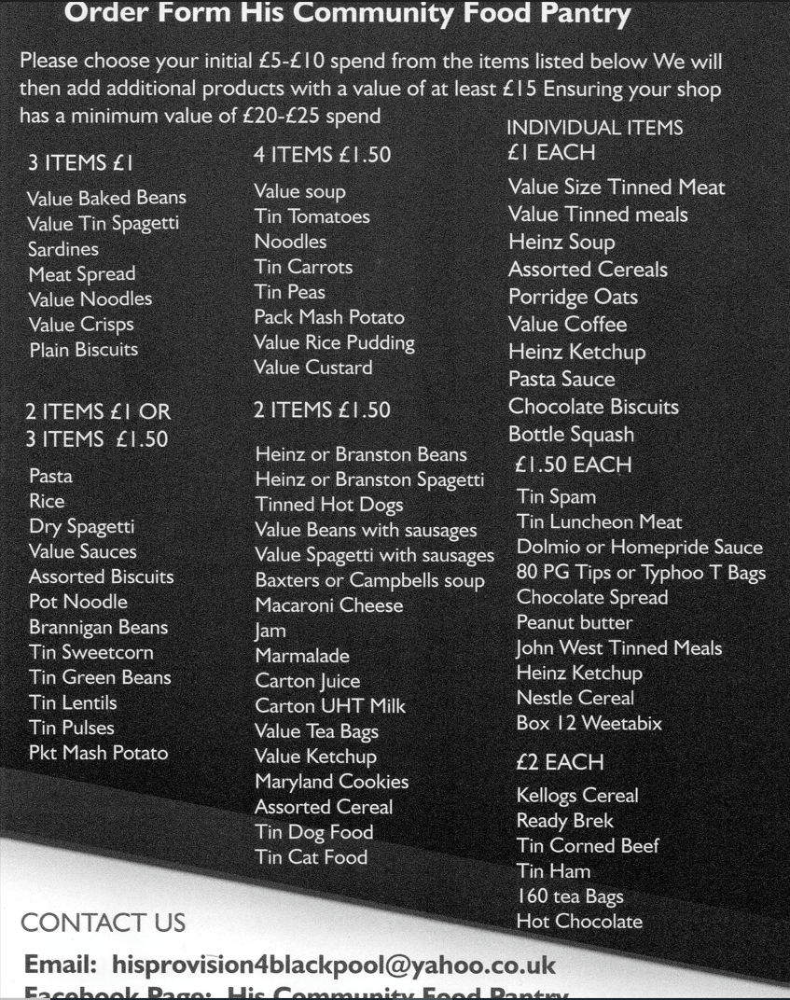 Order Form His Community Food Pantry
Please choose your initial £5-£10 spend from the items listed below We will
then add additional products with a value of at least £15 Ensuring your shop
has a minimum value of £20-£25 spend
3 ITEMS £1
Value Baked Beans
Value Tin Spagetti
Sardines
Meat Spread
Value Noodles
Value Crisps
Plain Biscuits
2 ITEMS £1 OR
3 ITEMS £1.50
Pasta
Rice
Dry Spagetti
Value Sauces
Assorted Biscuits
Pot Noodle
Brannigan Beans
Tin Sweetcorn
Tin Green Beans
Tin Lentils
Tin Pulses
Pkt Mash Potato
4 ITEMS £1.50
Value soup
Tin Tomatoes
Noodles
Tin Carrots
Tin Peas
Pack Mash Potato
Value Rice Pudding
Value Custard
2 ITEMS £1.50
Heinz or Branston Beans
Heinz or Branston Spagetti
Tinned Hot Dogs
Value Beans with sausages
Value Spagetti with sausages
Baxters or Campbells soup
Macaroni Cheese
Jam
Marmalade
Carton Juice
Carton UHT Milk
Value Tea Bags
Value Ketchup
Maryland Cookies
Assorted Cereal
Tin Dog Food
Tin Cat Food
INDIVIDUAL ITEMS
£1 EACH
Value Size Tinned Meat
Value Tinned meals
Heinz Soup
Assorted Cereals
Porridge Oats
Value Coffee
Heinz Ketchup
Pasta Sauce
Chocolate Biscuits
Bottle Squash
£1.50 EACH
Tin Spam
Tin Luncheon Meat
Dolmio or Homepride Sauce
80 PG Tips or Typhoo T Bags
Chocolate Spread
Peanut butter
John West Tinned Meals
Heinz Ketchup
Nestle Cereal
Box 12 Weetabix
£2 EACH
Kellogs Cereal
Ready Brek
Tin Corned Beef
Tin Ham
160 tea Bags
Hot Chocolate
CONTACT US
Email: hisprovision4blackpool@yahoo.co.uk
Facebook Page: His Community Food Pantry